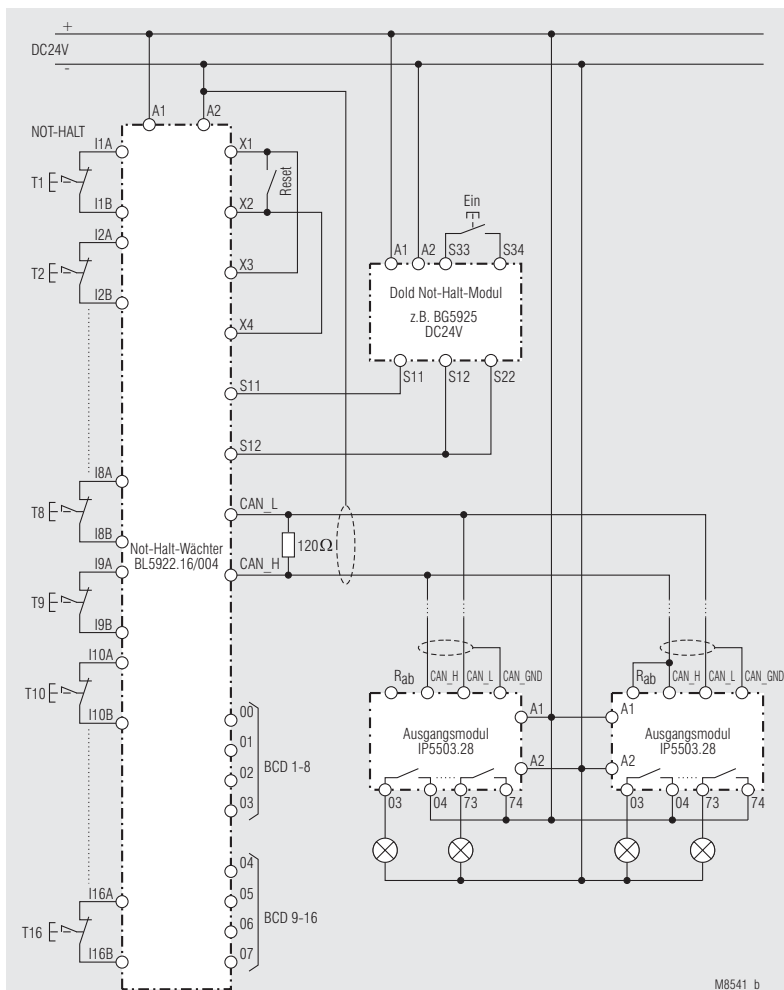 +
DC24V
-
A1
A2
NOT-HALT
I1A
T1
I1B
I2A
T2
I2B
I8A
T8
I8B
I9A
T9
I9B
I10A
T10
I10B
I16A
T16
I16B
Not-Halt-Wächter
BL5922.16/004
X1
Reset
X2
X3
X4
S11
S12
CAN_L
120Ω
CAN_H
00
01
02
03
BCD 1-8
04
05
06
07
BCD 9-16
Ein
A1
A2
S33
S34
Dold Not-Halt-Modul
z.B. BG5925
DC24V
S11
S12
S22
Rab
CAN_H
CAN_L
CAN_GND
A1
Ausgangsmodul
IP5503.28
A2
03
04
73
74
Rab
CAN_H
CAN_L
CAN_GND
A1
Ausgangsmodul
IP5503.28
A2
03
04
73
74
M8541_b